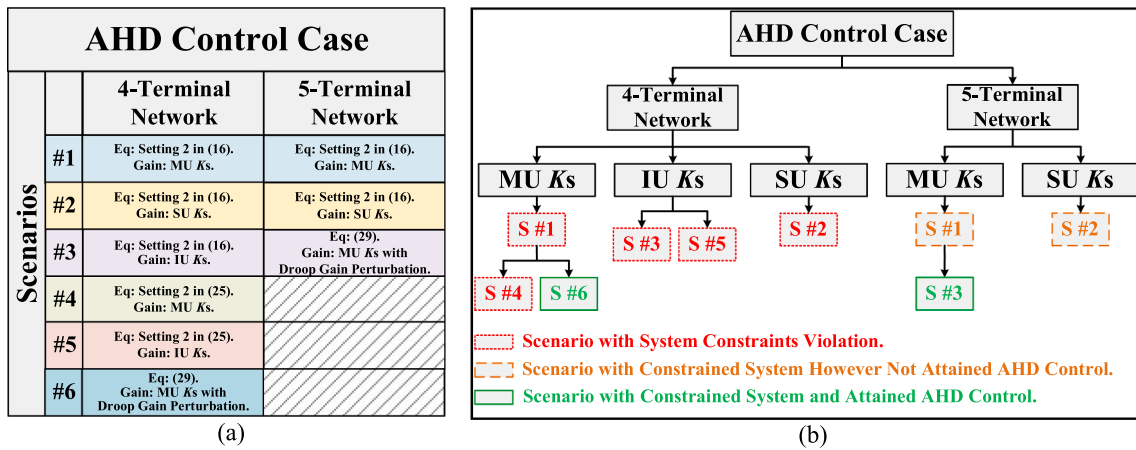 AHD Control Case
4-Terminal
Network
5-Terminal
Network
Scenarios
#1
Eq: Setting 2 in (16).
Gain: MU Ks.
Eq: Setting 2 in (16).
Gain: MU Ks.
#2
Eq: Setting 2 in (16).
Gain: SU Ks.
Eq: Setting 2 in (16).
Gain: SU Ks.
#3
Eq: Setting 2 in (16).
Gain: IU Ks.
Eq: (29).
Gain: MU Ks with
Droop Gain Perturbation.
#4
Eq: Setting 2 in (25).
Gain: MU Ks.
#5
Eq: Setting 2 in (25).
Gain: IU Ks.
#6
Eq: (29).
Gain: MU Ks with
Droop Gain Perturbation.
(a)
AHD Control Case
4-Terminal
Network
5-Terminal
Network
MU Ks
IU Ks
SU Ks
MU Ks
SU Ks
S #1
S #3
S #5
S #2
S #1
S #2
S #4
S #6
S #3
Scenario with System Constraints Violation.
Scenario with Constrained System However Not Attained AHD Control.
Scenario with Constrained System and Attained AHD Control.
(b)